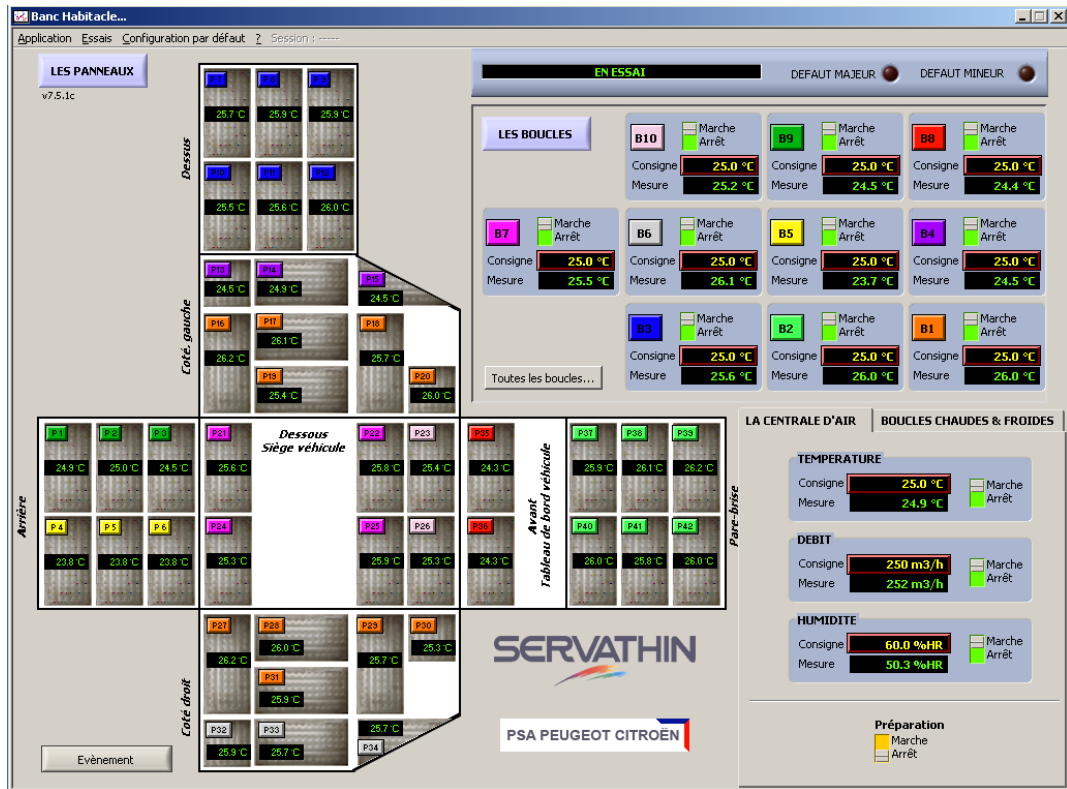 Banc Habitacle...
Application Essais Configuration par défaut ? Session : -----
LES PANNEAUX
v7.5.1c
Dessus
P 7 P 8 P 9
25.7 °C 25.9 °C 25.9 °C
P10 P11 P12
25.5 °C 25.6 °C 26.0 °C
Coté, gauche
P13 P14 P15
24.5 °C 24.9 °C 24.5 °C
P16 P17 P18
26.2 °C 26.1 °C 25.7 °C
P19 P20
25.4 °C 26.0 °C
Arrière
P 1 P 2 P 3 P21 Dessous P22 P23 P35 P37 P38 P39
Siège véhicule
24.9 °C 25.0 °C 24.5 °C 25.6 °C 25.8 °C 25.4 °C 24.3 °C 25.9 °C 26.1 °C 26.2 °C
Avant
Tableau de bord véhicule
Pare-brise
P 4 P 5 P 6 P24 P25 P26 P36 P40 P41 P42
23.8 °C 23.8 °C 23.8 °C 25.3 °C 25.9 °C 25.3 °C 24.3 °C 26.0 °C 25.8 °C 26.0 °C
Coté droit
P27 P28 P29 P30
26.2 °C 26.0 °C 25.7 °C 25.3 °C
P31
25.9 °C
P32 P33 25.7 °C
25.9 °C 25.7 °C P34
Evènement
SERVATHIN
PSA PEUGEOT CITROËN
EN ESSAI DEFAUT MAJEUR DEFAUT MINEUR
LES BOUCLES
B10 Marche
Arrêt
Consigne 25.0 °C
Mesure 25.2 °C
B9 Marche
Arrêt
Consigne 25.0 °C
Mesure 24.5 °C
B8 Marche
Arrêt
Consigne 25.0 °C
Mesure 24.4 °C
B7 Marche
Arrêt
Consigne 25.0 °C
Mesure 25.5 °C
B6 Marche
Arrêt
Consigne 25.0 °C
Mesure 26.1 °C
B5 Marche
Arrêt
Consigne 25.0 °C
Mesure 23.7 °C
B4 Marche
Arrêt
Consigne 25.0 °C
Mesure 24.5 °C
B3 Marche
Arrêt
Consigne 25.0 °C
Mesure 25.6 °C
B2 Marche
Arrêt
Consigne 25.0 °C
Mesure 26.0 °C
B1 Marche
Arrêt
Consigne 25.0 °C
Mesure 26.0 °C
Toutes les boucles...
LA CENTRALE D'AIR BOUCLES CHAUDES & FROIDES
TEMPERATURE
Consigne 25.0 °C Marche
Mesure 24.9 °C Arrêt
DEBIT
Consigne 250 m3/h Marche
Mesure 252 m3/h Arrêt
HUMIDITE
Consigne 60.0 %HR Marche
Mesure 50.3 %HR Arrêt
Préparation
Marche
Arrêt